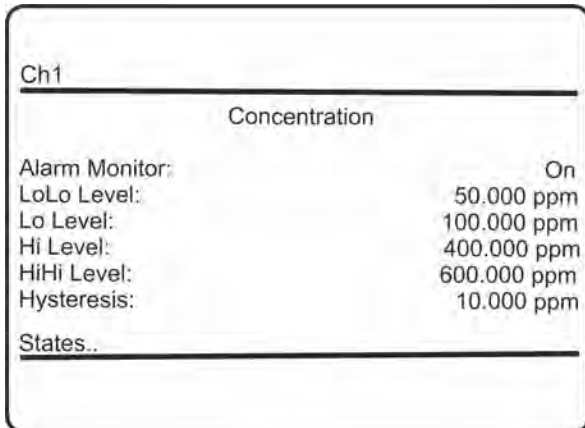 Ch1
Concentration
Alarm Monitor: On
LoLo Level: 50.000 ppm
Lo Level: 100.000 ppm
Hi Level: 400.000 ppm
HiHi Level: 600.000 ppm
Hysteresis: 10.000 ppm
States..